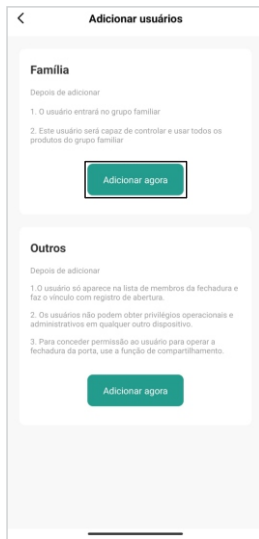 Adicionar usuários
Família
Depois de adicionar
1. O usuário entrará no grupo familiar
2. Este usuário será capaz de controlar e usar todos os
produtos do grupo familiar
Adicionar agora
Outros
Depois de adicionar
1.O usuário só aparece na lista de membros da fechadura e
faz o vínculo com registro de abertura.
2. Os usuários não podem obter privilégios operacionais e
administrativos em qualquer outro dispositivo.
3. Para conceder permissão ao usuário para operar a
fechadura da porta, use a função de compartilhamento.
Adicionar agora